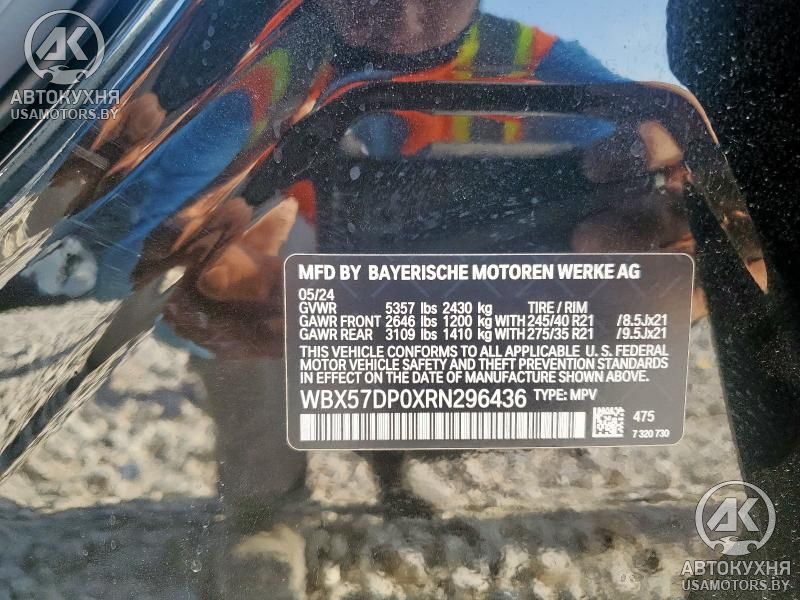 АК
АВТОКУХНЯ
USAMOTORS.BY
MFD BY BAYERISCHE MOTOREN WERKE AG
05/24
GVWR 5357 lbs 2430 kg TIRE / RIM
GAWR FRONT 2646 lbs 1200 kg WITH 245/40 R21 /8.5Jx21
GAWR REAR 3109 lbs 1410 kg WITH 275/35 R21 /9.5Jx21
THIS VEHICLE CONFORMS TO ALL APPLICABLE U. S. FEDERAL
MOTOR VEHICLE SAFETY AND THEFT PREVENTION STANDARDS
IN EFFECT ON THE DATE OF MANUFACTURE SHOWN ABOVE.
WBX57DP0XRN296436 TYPE: MPV
475
7 320 730
АК
АВТОКУХНЯ
USAMOTORS.BY